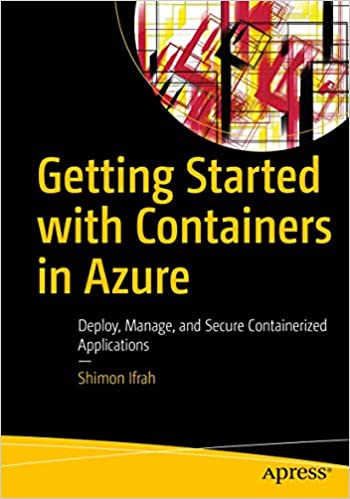 Getting Started
with Containers
in Azure
Deploy, Manage, and Secure Containerized
Applications
—
Shimon Ifrah
Apress®